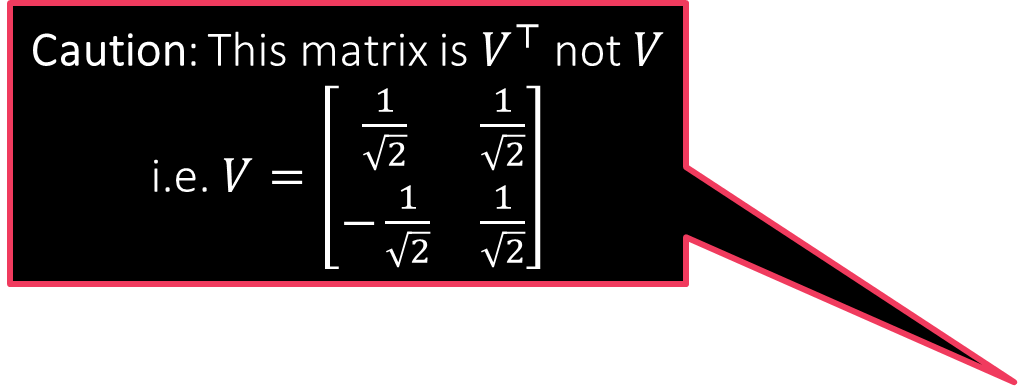 Caution: This matrix is V⊤ not V
i.e. V = [1/√2 1/√2
−1/√2 1/√2]